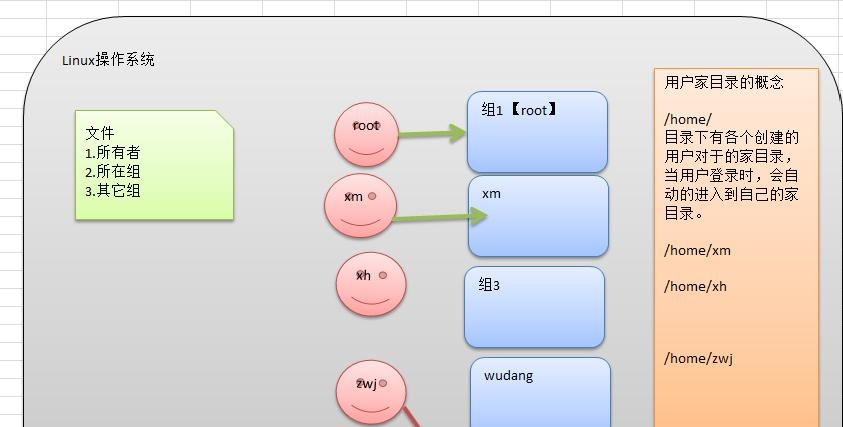 Linux操作系统
文件
1.所有者
2.所在组
3.其它组
root
xm
xh
zwj
组1【root】
xm
组3
wudang
用户家目录的概念
/home/
目录下有各个创建的
用户对于的家目录，
当用户登录时，会自
动的进入到自己的家
目录。
/home/xm
/home/xh
/home/zwj